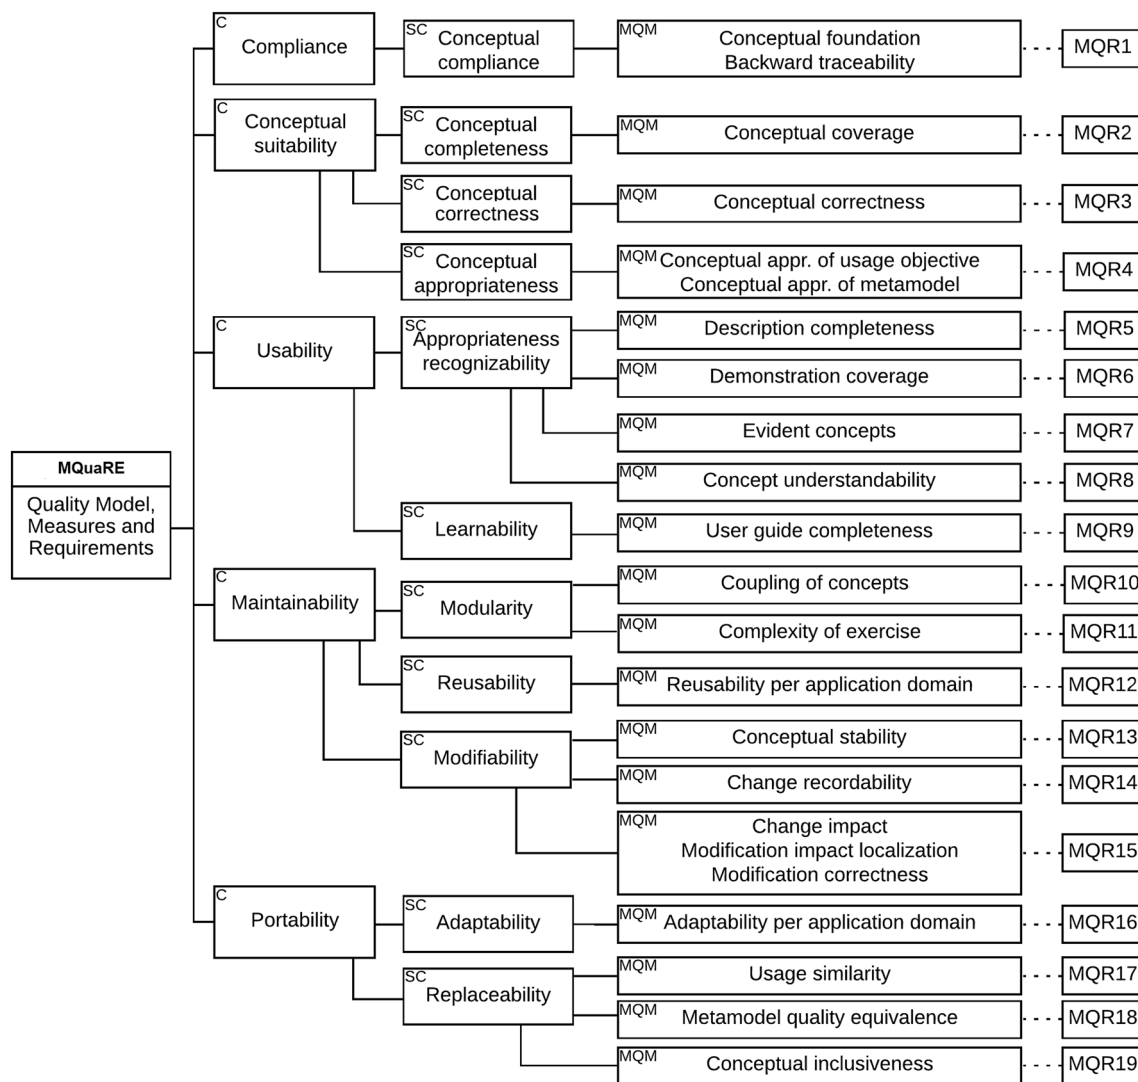 MQuaRE
Quality Model,
Measures and
Requirements
C
Compliance
SC
Conceptual
compliance
MQM
Conceptual foundation
Backward traceability
MQR1
C
Conceptual
suitability
SC
Conceptual
completeness
MQM
Conceptual coverage
MQR2
SC
Conceptual
correctness
MQM
Conceptual correctness
MQR3
SC
Conceptual
appropriateness
MQM
Conceptual appr. of usage objective
Conceptual appr. of metamodel
MQR4
C
Usability
SC
Appropriateness
recognizability
MQM
Description completeness
MQR5
MQM
Demonstration coverage
MQR6
MQM
Evident concepts
MQR7
MQM
Concept understandability
MQR8
SC
Learnability
MQM
User guide completeness
MQR9
C
Maintainability
SC
Modularity
MQM
Coupling of concepts
MQR10
MQM
Complexity of exercise
MQR11
SC
Reusability
MQM
Reusability per application domain
MQR12
SC
Modifiability
MQM
Conceptual stability
MQR13
MQM
Change recordability
MQR14
MQM
Change impact
Modification impact localization
Modification correctness
MQR15
C
Portability
SC
Adaptability
MQM
Adaptability per application domain
MQR16
SC
Replaceability
MQM
Usage similarity
MQR17
MQM
Metamodel quality equivalence
MQR18
MQM
Conceptual inclusiveness
MQR19